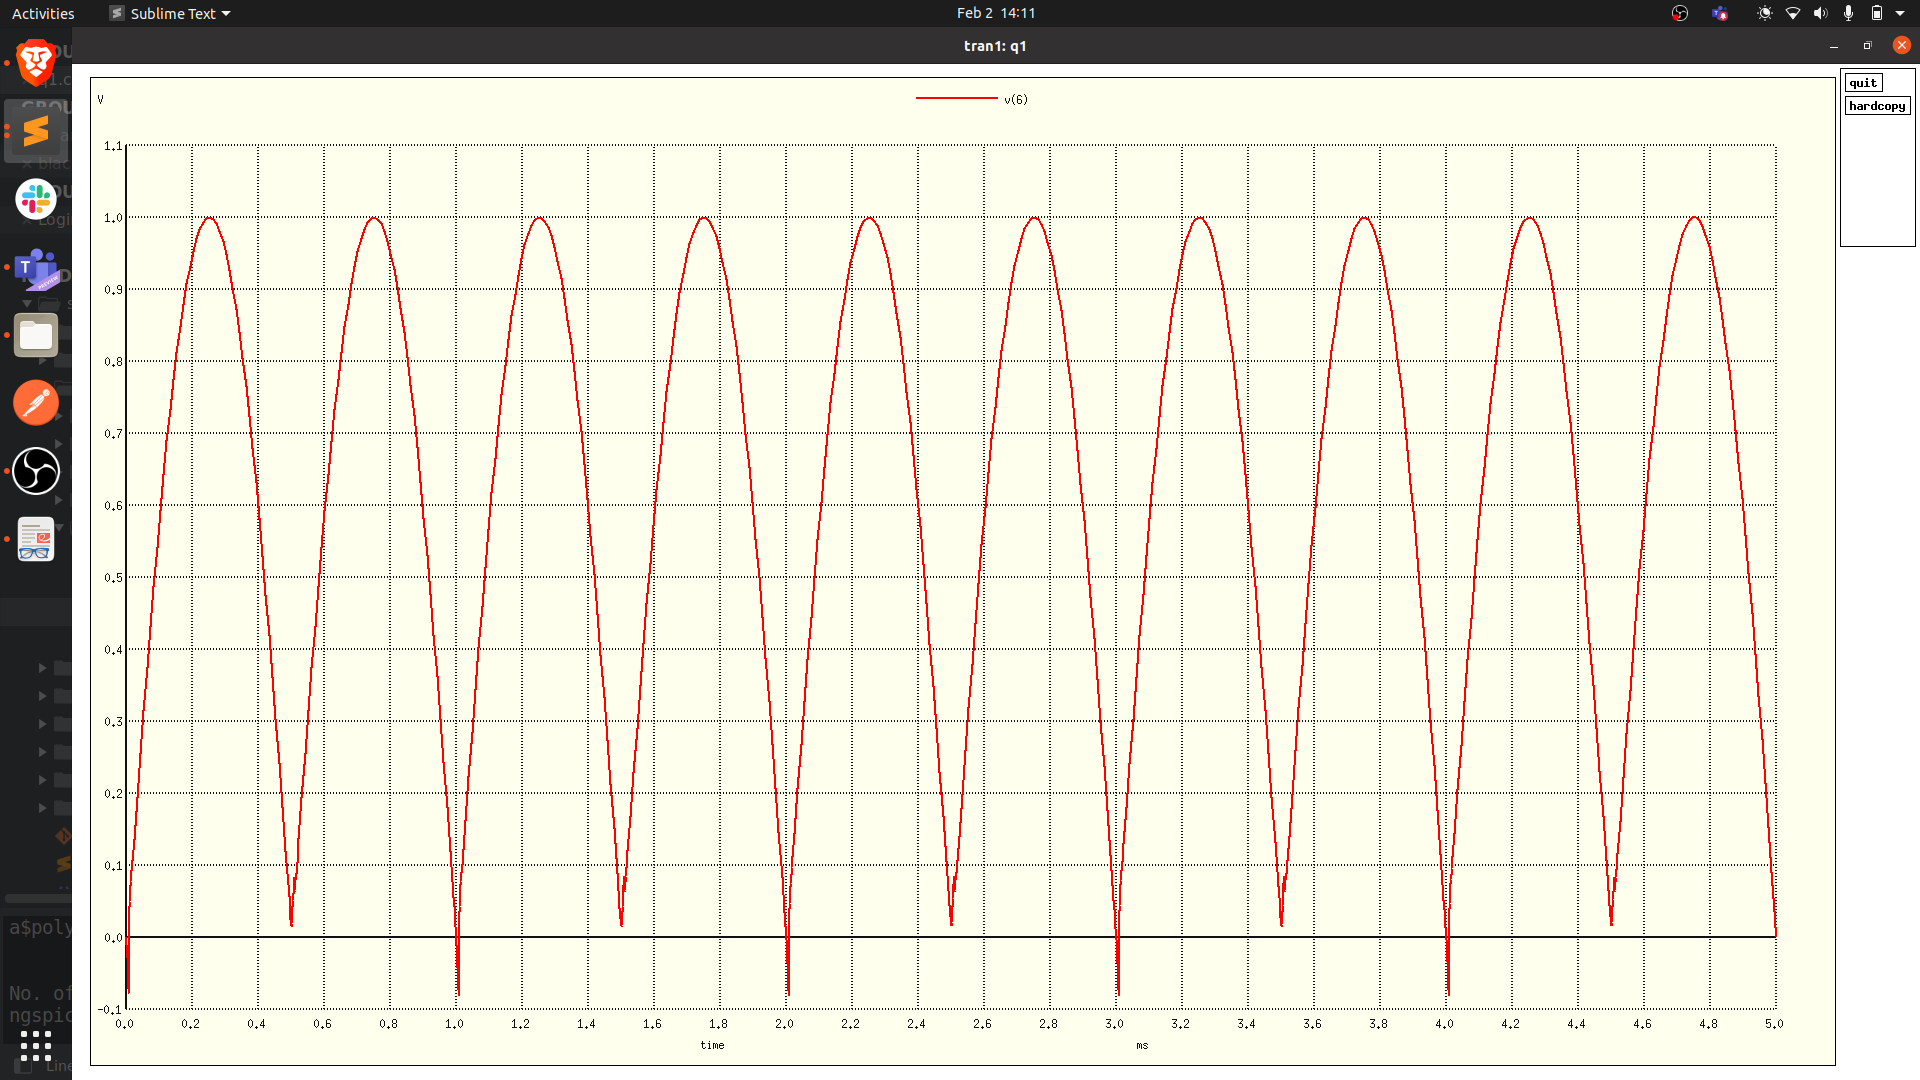 Activities
Sublime Text
Feb 2 14:11
tran1: q1
quit
hardcopy
V
v(6)
1.1
1.0
0.9
0.8
0.7
0.6
0.5
0.4
0.3
0.2
0.1
0.0
-0.1
0.0 0.2 0.4 0.6 0.8 1.0 1.2 1.4 1.6 1.8 2.0 2.2 2.4 2.6 2.8 3.0 3.2 3.4 3.6 3.8 4.0 4.2 4.4 4.6 4.8 5.0
time ms
T
PREVIEW
a$poly
No. of
ngspic
Line